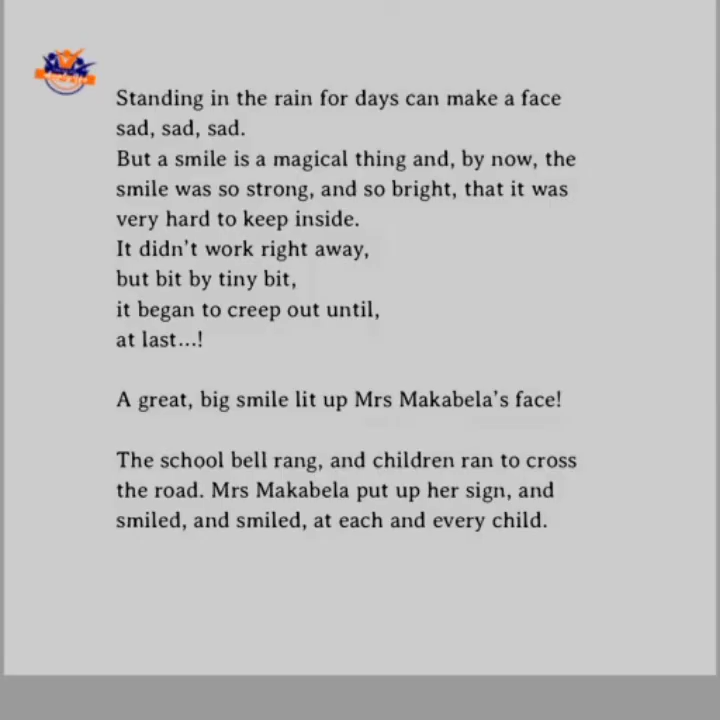 Standing in the rain for days can make a face
sad, sad, sad.
But a smile is a magical thing and, by now, the
smile was so strong, and so bright, that it was
very hard to keep inside.
It didn’t work right away,
but bit by tiny bit,
it began to creep out until,
at last...!
A great, big smile lit up Mrs Makabela’s face!
The school bell rang, and children ran to cross
the road. Mrs Makabela put up her sign, and
smiled, and smiled, at each and every child.